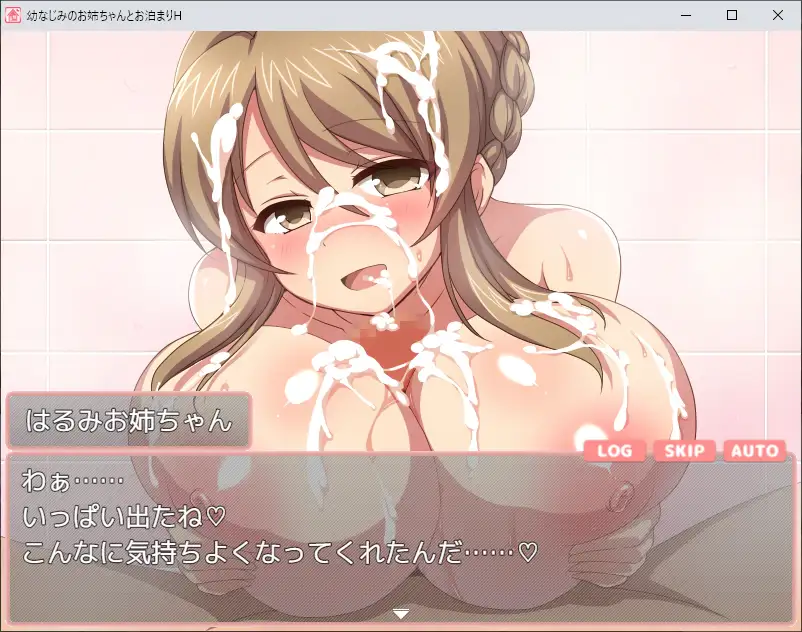 幼なじみのお姉ちゃんとお泊まりH
はるみお姉ちゃん
LOG SKIP AUTO
わぁ……
いっぱい出たね♡
こんなに気持ちよくなってくれたんだ……♡